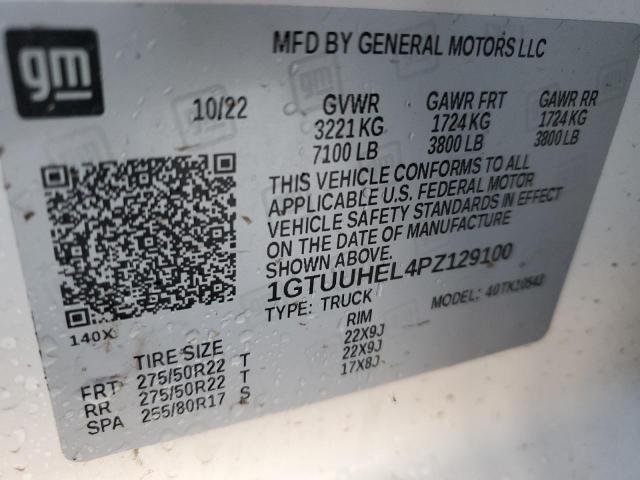 gm
MFD BY GENERAL MOTORS LLC
10/22 GVWR GAWR FRT GAWR RR
3221 KG 1724 KG 1724 KG
7100 LB 3800 LB 3800 LB
THIS VEHICLE CONFORMS TO ALL
APPLICABLE U.S. FEDERAL MOTOR
VEHICLE SAFETY STANDARDS IN EFFECT
ON THE DATE OF MANUFACTURE
SHOWN ABOVE.
1GTUUHEL4PZ129100
TYPE: TRUCK MODEL: 40TK10543
140X
TIRE SIZE RIM
FRT 275/50R22 T 22X9J
RR 275/50R22 T 22X9J
SPA 255/80R17 S 17X8J